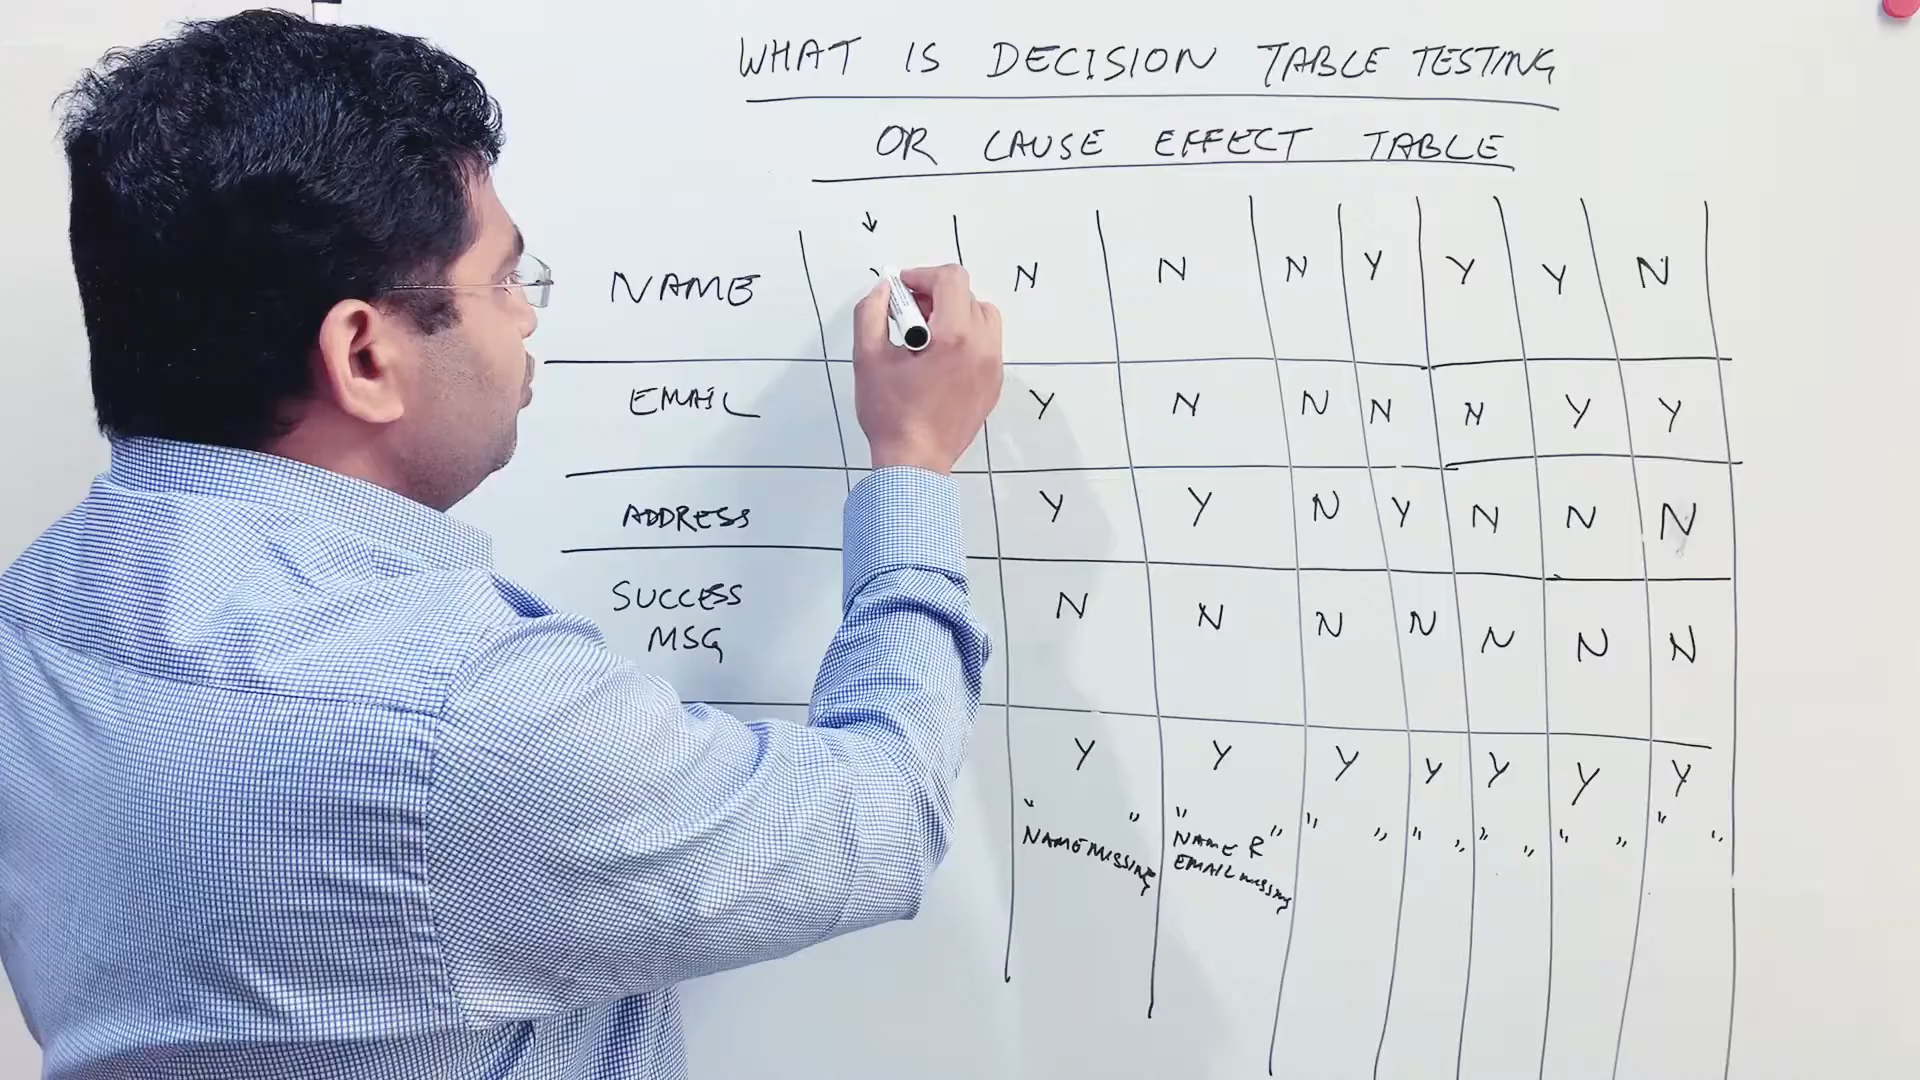 WHAT IS DECISION TABLE TESTING
OR CAUSE EFFECT TABLE
NAME N N N Y Y Y N
EMAIL Y N N N N Y Y
ADDRESS Y Y N Y N N N
SUCCESS N N N N N N N
MSG
Y Y Y Y Y Y Y
" " " " " " " " " " " " " "
NAME MISSING NAME & EMAIL MISSING